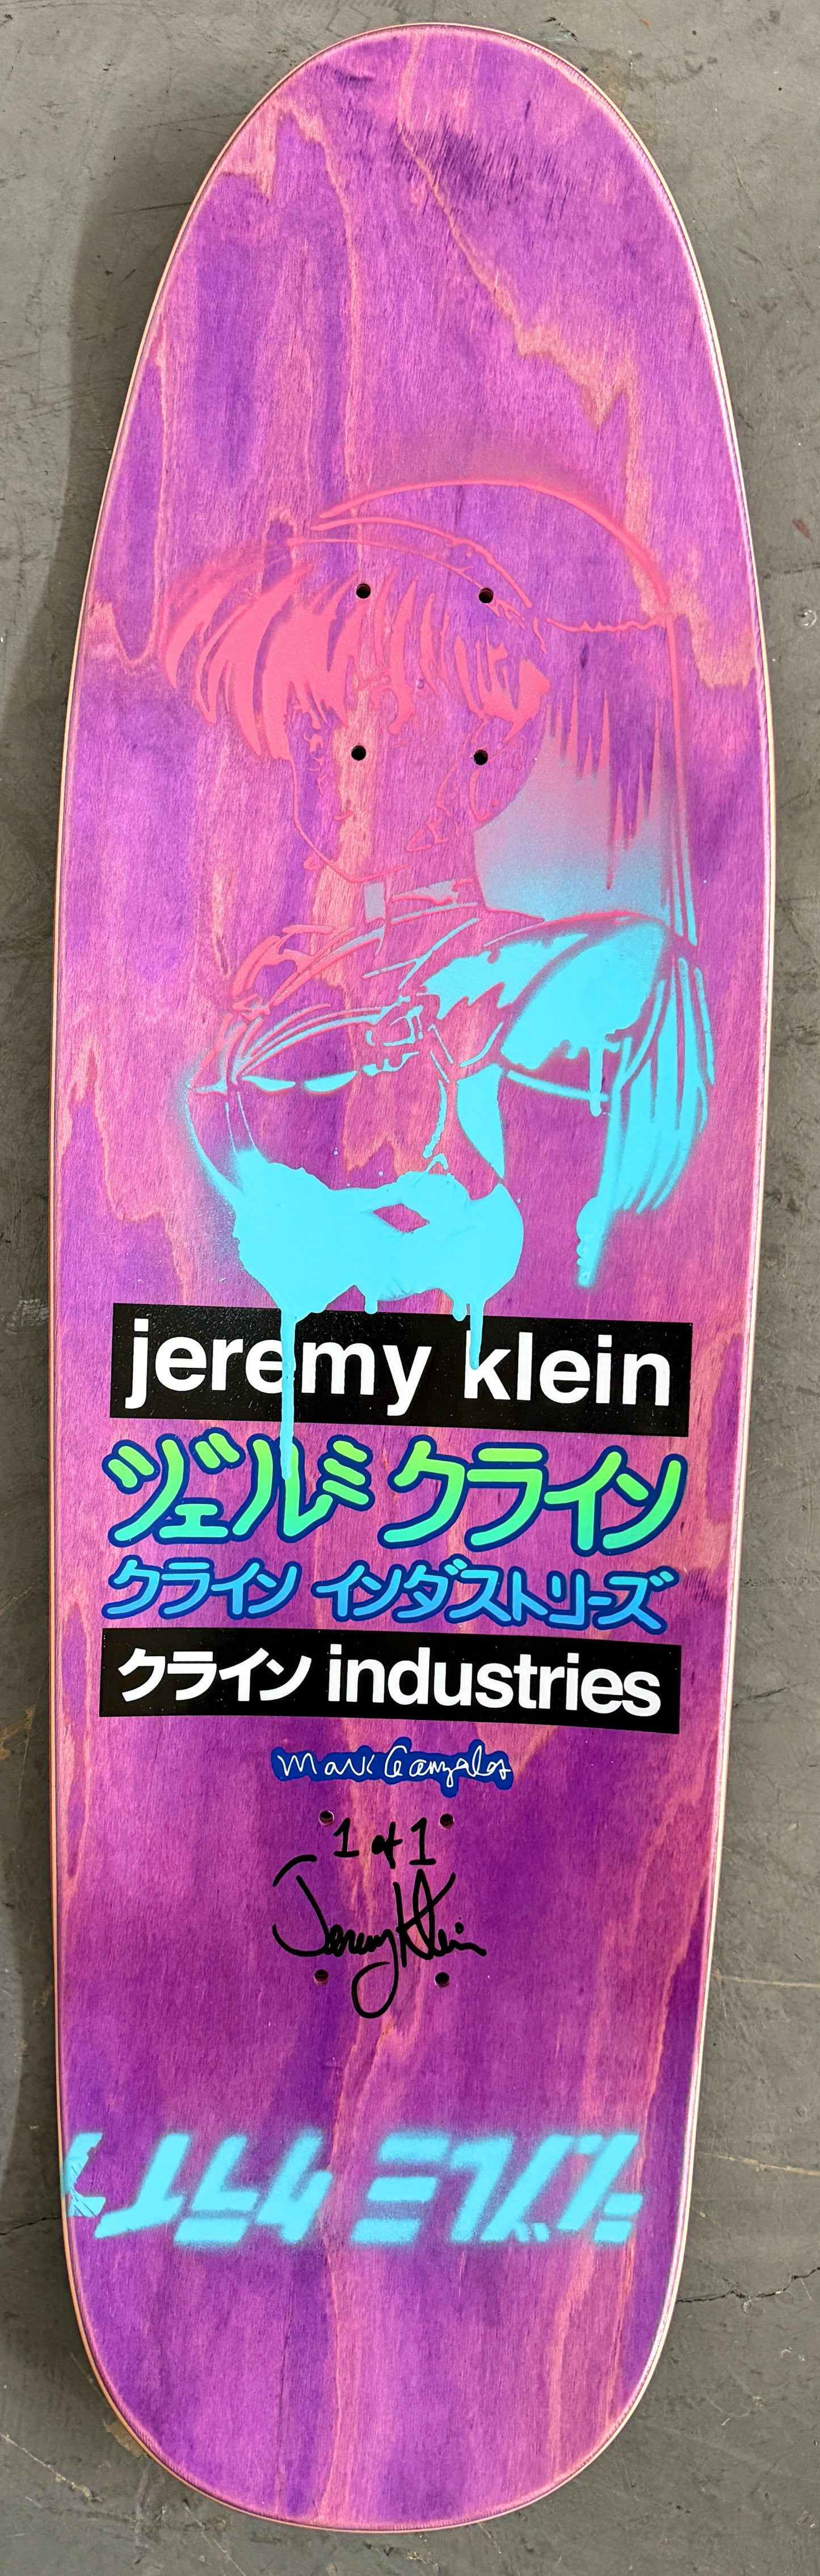 jeremy klein
ヅェルミ クライン
クライン インダストリーズ
クライン industries
Mark Gonzales
1 of 1
Jeremy Klein